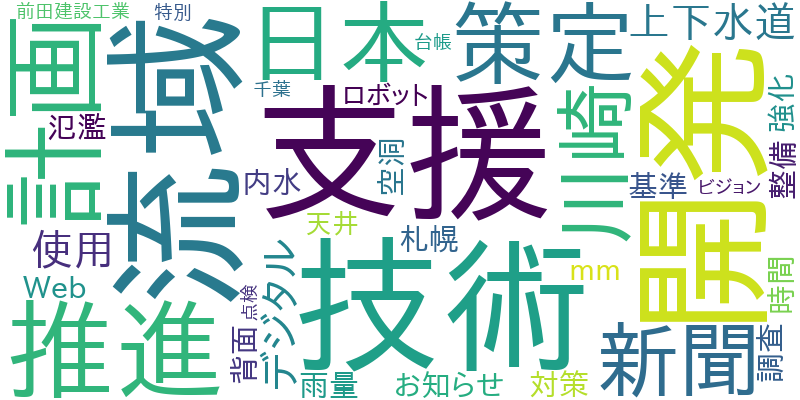 前田建設工業
特別
日本
台帳
策定
上下水道
計画
流域
千葉
ロボット
支援
川崎
開発
強化
氾濫
内水
空洞
基準
ビジョン
整備
使用
天井
札幌
mm
時間
Web
点検
デジタル
技術
推進
背面
雨量
お知らせ
対策
新聞
調査